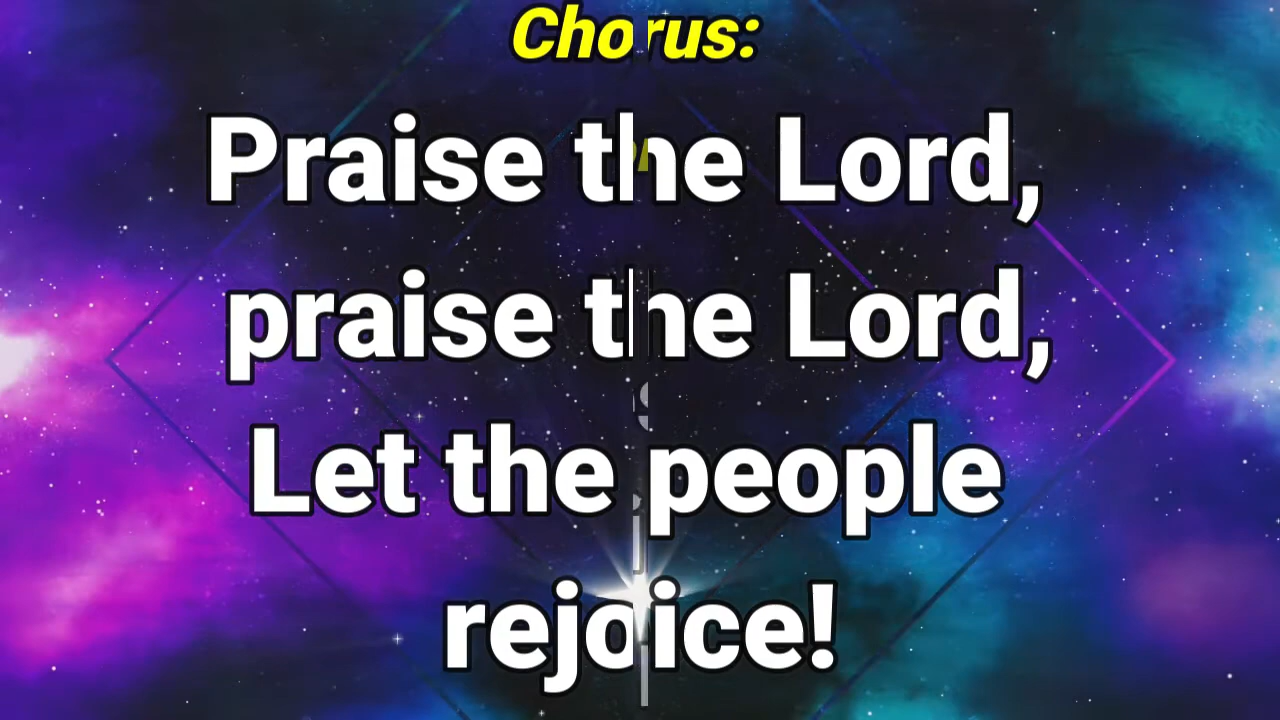 Chorus:
Praise the Lord,
praise the Lord,
Let the people
rejoice!